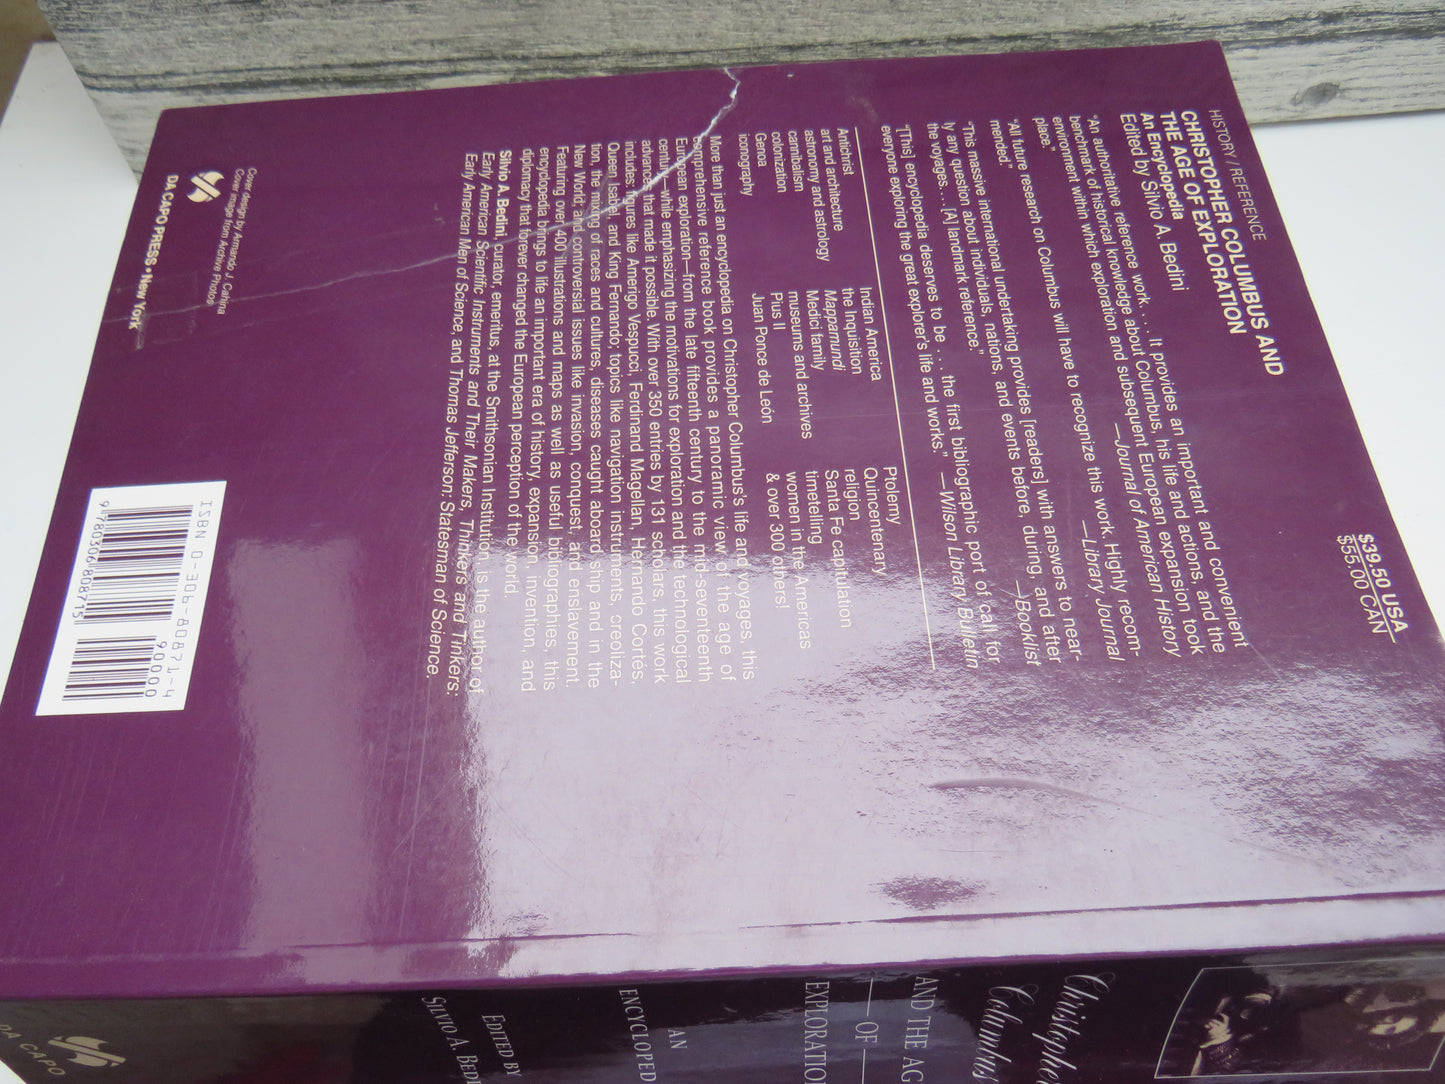 HISTORY / REFERENCE
$39.50 USA
$55.00 CAN
CHRISTOPHER COLUMBUS AND
THE AGE OF EXPLORATION
An Encyclopedia
Edited by Silvio A. Bedini
"An authoritative reference work. . . . It provides an important and convenient
benchmark of historical knowledge about Columbus, his life and actions, and the
environment within which exploration and subsequent European expansion took
place." —Journal of American History
"All future research on Columbus will have to recognize this work. Highly recom-
mended." —Library Journal
"This massive international undertaking provides [readers] with answers to near-
ly any question about individuals, nations, and events before, during, and after
the voyages. . . . [A] landmark reference." —Booklist
"[This] encyclopedia deserves to be . . . the first bibliographic port of call for
everyone exploring the great explorer's life and works." —Wilson Library Bulletin
Antichrist
art and architecture
astronomy and astrology
cannibalism
colonization
Genoa
iconography
Indian America
the Inquisition
Mappamundi
Medici family
museums and archives
Pius II
Juan Ponce de León
Ptolemy
Quincentenary
religion
Santa Fe capitulation
timetelling
women in the Americas
& over 300 others!
More than just an encyclopedia on Christopher Columbus's life and voyages, this
comprehensive reference book provides a panoramic view of the age of
European exploration—from the late fifteenth century to the mid-seventeenth
century—while emphasizing the motivations for exploration and the technological
advances that made it possible. With over 350 entries by 131 scholars, this work
includes figures like Amerigo Vespucci, Ferdinand Magellan, Hernando Cortés,
Queen Isabel, and King Fernando; topics like navigation instruments, creoliza-
tion, the mixing of races and cultures, diseases caught aboard ship and in the
New World; and controversial issues like invasion, conquest, and enslavement.
Featuring over 400 illustrations and maps as well as useful bibliographies, this
encyclopedia brings to life an important era of history, expansion, invention, and
diplomacy that forever changed the European perception of the world.
Silvio A. Bedini, curator, emeritus, at the Smithsonian Institution, is the author of
Early American Scientific Instruments and Their Makers, Thinkers and Tinkers:
Early American Men of Science, and Thomas Jefferson: Statesman of Science.
Cover design by Armando J. Carina
Cover image from Archive Photos
DA CAPO PRESS • New York
ISBN 0-306-80871-4
90000
9 780306 808715
Christopher
Columbus
AND THE AG
— OF —
EXPLORATION
AN
ENCYCLOPED
EDITED BY
SILVIO A. BEDI
DA CAPO